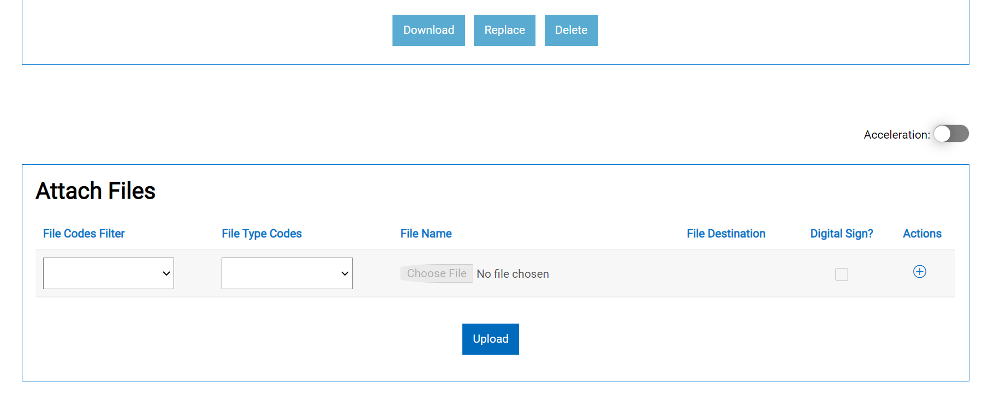 Download Replace Delete
Acceleration:
Attach Files
File Codes Filter File Type Codes File Name File Destination Digital Sign? Actions
Choose File No file chosen
Upload